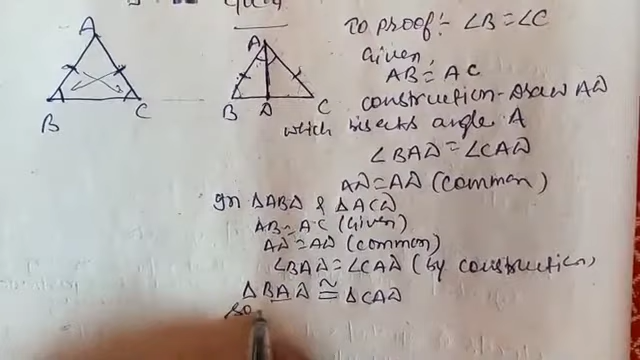 A
B
C
A
B
D
C
To proof:- ∠B = ∠C
Given,
AB = AC
construction - Draw AD
which bisects angle A
∠BAD = ∠CAD
AD = AD (common)
In ΔABD & ΔACD
AB = AC (Given)
AD = AD (common)
∠BAD = ∠CAD (by construction,
ΔBAD ≅ ΔCAD
so